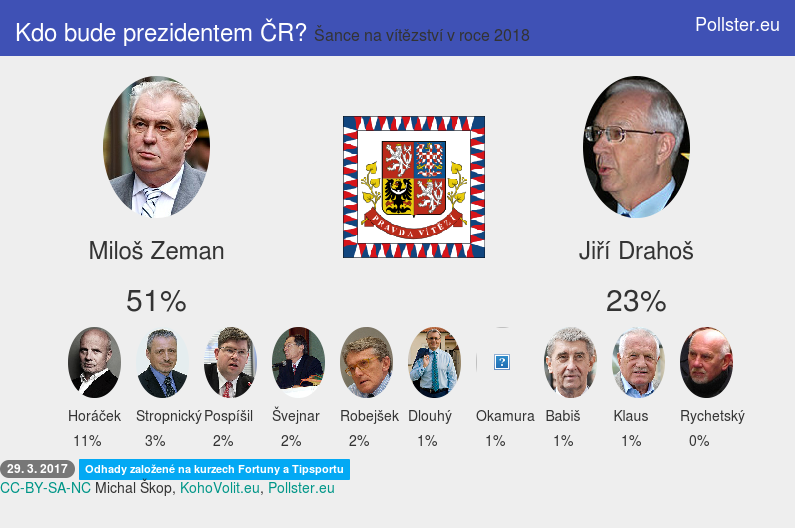 Kdo bude prezidentem ČR? Šance na vítězství v roce 2018
Pollster.eu
PRAVDA VÍTĚZÍ
Miloš Zeman
Jiří Drahoš
51%
23%
Horáček Stropnický Pospíšil Švejnar Robejšek Dlouhý Okamura Babiš Klaus Rychetský
11% 3% 2% 2% 2% 1% 1% 1% 1% 0%
29. 3. 2017 Odhady založené na kurzech Fortuny a Tipsportu
CC-BY-SA-NC Michal Škop, KohoVolit.eu, Pollster.eu